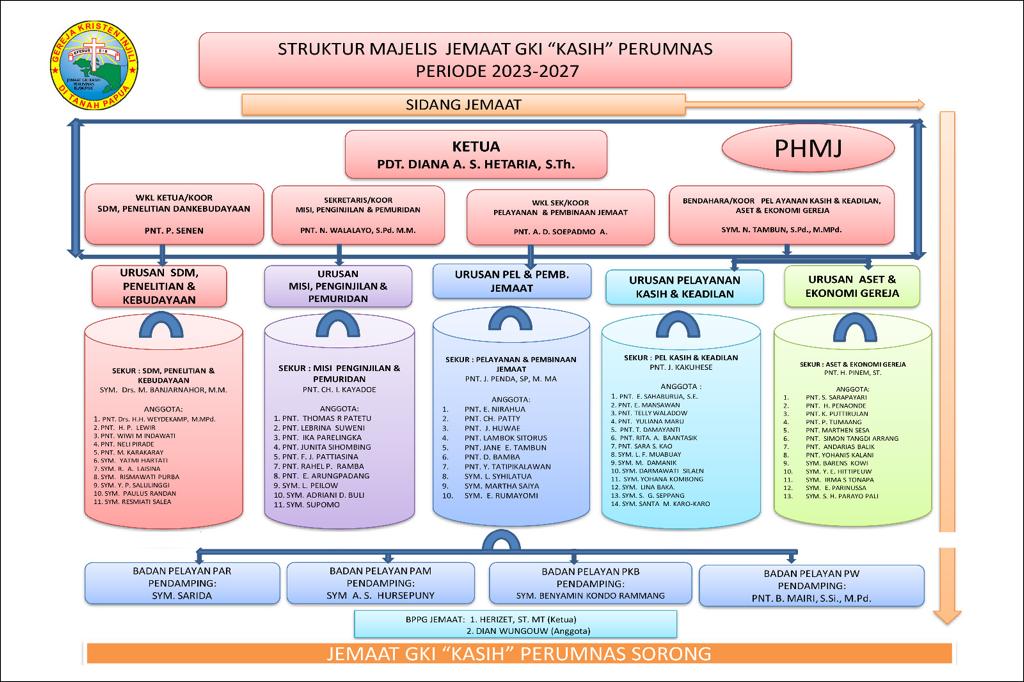 GEREJA KRISTEN INJILI
DI TANAH PAPUA
STRUKTUR MAJELIS JEMAAT GKI “KASIH” PERUMNAS
PERIODE 2023-2027
SIDANG JEMAAT
KETUA
PDT. DIANA A. S. HETARIA, S.Th.
PHMJ
WKL KETUA/KOOR
SDM, PENELITIAN DANKEBUDAYAAN
PNT. P. SENEN
SEKRETARIS/KOOR
MISI, PENGINJILAN & PEMURIDAN
PNT. N. WALALAYO, S.Pd. M.M.
WKL SEK/KOOR
PELAYANAN & PEMBINAAN JEMAAT
PNT. A. D. SOEPADMO A.
BENDAHARA/KOOR PEL AYANAN KASIH & KEADILAN,
ASET & EKONOMI GEREJA
SYM. N. TAMBUN, S.Pd., M.MPd.
URUSAN SDM,
PENELITIAN &
KEBUDAYAAN
URUSAN
MISI, PENGINJILAN &
PEMURIDAN
URUSAN PEL & PEMB.
JEMAAT
URUSAN PELAYANAN
KASIH & KEADILAN
URUSAN ASET &
EKONOMI GEREJA
SEKUR : SDM, PENELITIAN &
KEBUDAYAAN
SYM. Drs. M. BANJARNAHOR, M.M.
ANGGOTA:
1. PNT. Drs. H.H. WEYDEKAMP, M.MPd.
2. PNT. H. P. LEWIR
3. PNT. WIWI M INDAWATI
4. PNT. NELI PIRADE
5. PNT. M. KARAKARAY
6. SYM. YATMI HARTATI
7. SYM. R. A. LAISINA
8. SYM. RISMAWATI PURBA
9. SYM. Y. P. SALULINGGI
10. SYM. PAULUS RANDAN
11. SYM. RESMIATI SALEA
SEKUR : MISI PENGINJILAN &
PEMURIDAN
PNT. CH. I. KAYADOE
ANGGOTA:
1. PNT. THOMAS R PATETU
2. PNT. LEBRINA SUWENI
3. PNT. IKA PARELINGKA
4. PNT. JUNITA SIHOMBING
5. PNT. F. J. PATTIASINA
6. PNT. RAHEL P. RAMBA
8. PNT. E. ARUNGPADANG
9. SYM. L. PEILOW
10. SYM. ADRIANI D. BULI
11. SYM. SUPOMO
SEKUR : PELAYANAN & PEMBINAAN
JEMAAT
PNT. J. PENDA, SP, M. MA
ANGGOTA:
1. PNT. E. NIRAHUA
2. PNT. CH. PATTY
3. PNT. J. HUWAE
4. PNT. LAMBOK SITORUS
5. PNT. JANE E. TAMBUN
6. PNT. D. BAMBA
7. PNT. Y. TATIPIKALAWAN
8. SYM. L. SYHILATUA
9. SYM. MARTHA SAIYA
10. SYM. E. RUMAYOMI
SEKUR : PEL KASIH & KEADILAN
PNT. J. KAKUHESE
ANGGOTA :
1. PNT. E. SAHABURUA, S.E.
2. PNT. E. MANSAWAN
3. PNT. TELLY WALADOW
4. PNT. YULIANA MARU
5. PNT. T. DAMAYANTI
6. PNT. RITA. A. BAANTASIK
7. PNT. SARA S. KAO
8. SYM. L. F. MUABUAY
9. SYM. M. DAMANIK
10. SYM. DARMAWATI SILAEN
11. SYM. YOHANA KOMBONG
12. SYM. LINA BAKA.
13. SYM. S. G. SEPPANG
14. SYM. SANTA M. KARO-KARO
SEKUR : ASET & EKONOMI GEREJA
PNT. H. PINEM, ST.
ANGGOTA:
1. PNT. S. SARAPAYARI
2. PNT. H. PENAONDE
3. PNT. K. PUTTIKULAN
4. PNT. P. TUMAANG
5. PNT. MARTHEN SESA
6. PNT. SIMON TANGDI ARRANG
7. PNT. ANDARIAS BALIK
8. PNT. YOHANIS KALANI
9. SYM. BARENS KOWI
10. SYM. Y. E. HITTIPEUW
11. SYM. IRMA S TONAPA
12. SYM. E. PARINUSSA
13. SYM. S. H. PARAYO PALI
BADAN PELAYAN PAR
PENDAMPING:
SYM. SARIDA
BADAN PELAYAN PAM
PENDAMPING:
SYM A. S. HURSEPUNY
BADAN PELAYAN PKB
PENDAMPING:
SYM. BENYAMIN KONDO RAMMANG
BADAN PELAYAN PW
PENDAMPING:
PNT. B. MAIRI, S.Si., M.Pd.
BPPG JEMAAT: 1. HERIZET, ST. MT (Ketua)
2. DIAN WUNGOUW (Anggota)
JEMAAT GKI “KASIH” PERUMNAS SORONG